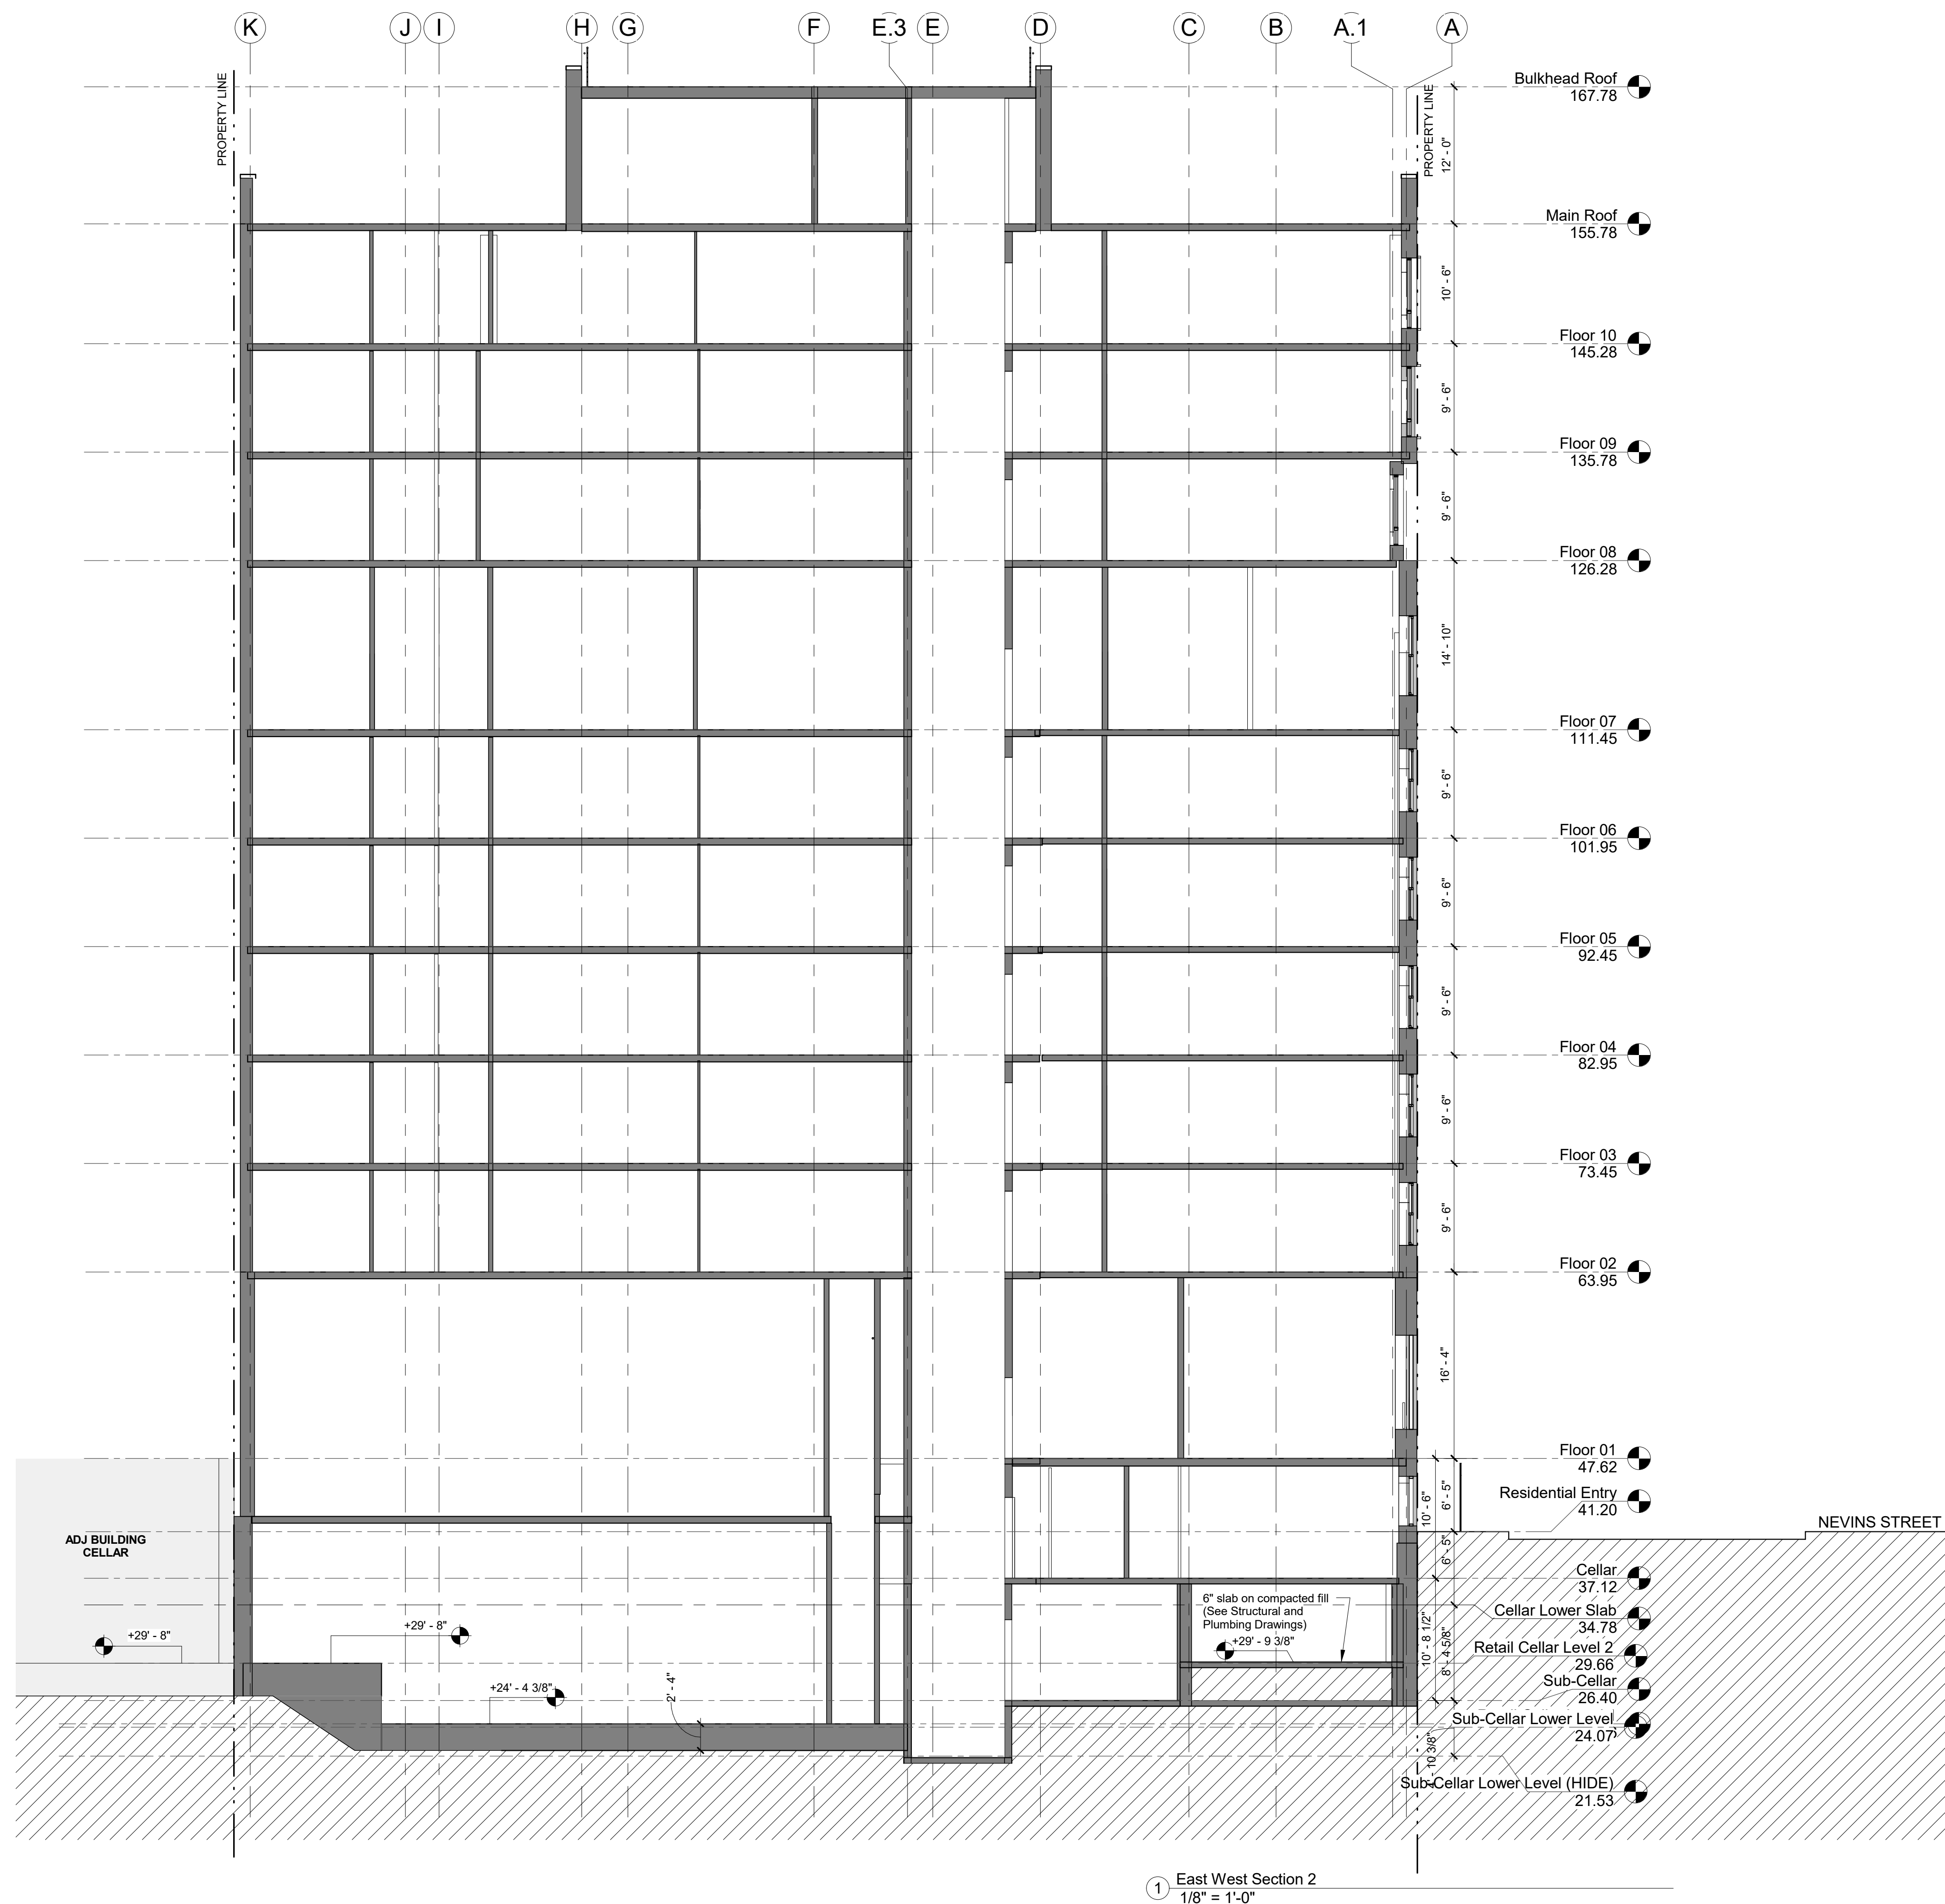 K
J
I
H
G
F
E.3
E
D
C
B
A.1
A
PROPERTY LINE
PROPERTY LINE
Bulkhead Roof
167.78
12' - 0"
Main Roof
155.78
10' - 6"
Floor 10
145.28
9' - 6"
Floor 09
135.78
9' - 6"
Floor 08
126.28
14' - 10"
Floor 07
111.45
9' - 6"
Floor 06
101.95
9' - 6"
Floor 05
92.45
9' - 6"
Floor 04
82.95
9' - 6"
Floor 03
73.45
9' - 6"
Floor 02
63.95
16' - 4"
Floor 01
47.62
10' - 6"
6' - 5"
Residential Entry
41.20
NEVINS STREET
6' - 5"
ADJ BUILDING
CELLAR
Cellar
37.12
Cellar Lower Slab
34.78
6" slab on compacted fill
(See Structural and
Plumbing Drawings)
+29' - 9 3/8"
10' - 8 1/2"
8' - 4 5/8"
Retail Cellar Level 2
29.66
+29' - 8"
+29' - 8"
Sub-Cellar
26.40
+24' - 4 3/8"
2' - 4"
Sub-Cellar Lower Level
24.07
10 3/8"
Sub-Cellar Lower Level (HIDE)
21.53
1
East West Section 2
1/8" = 1'-0"